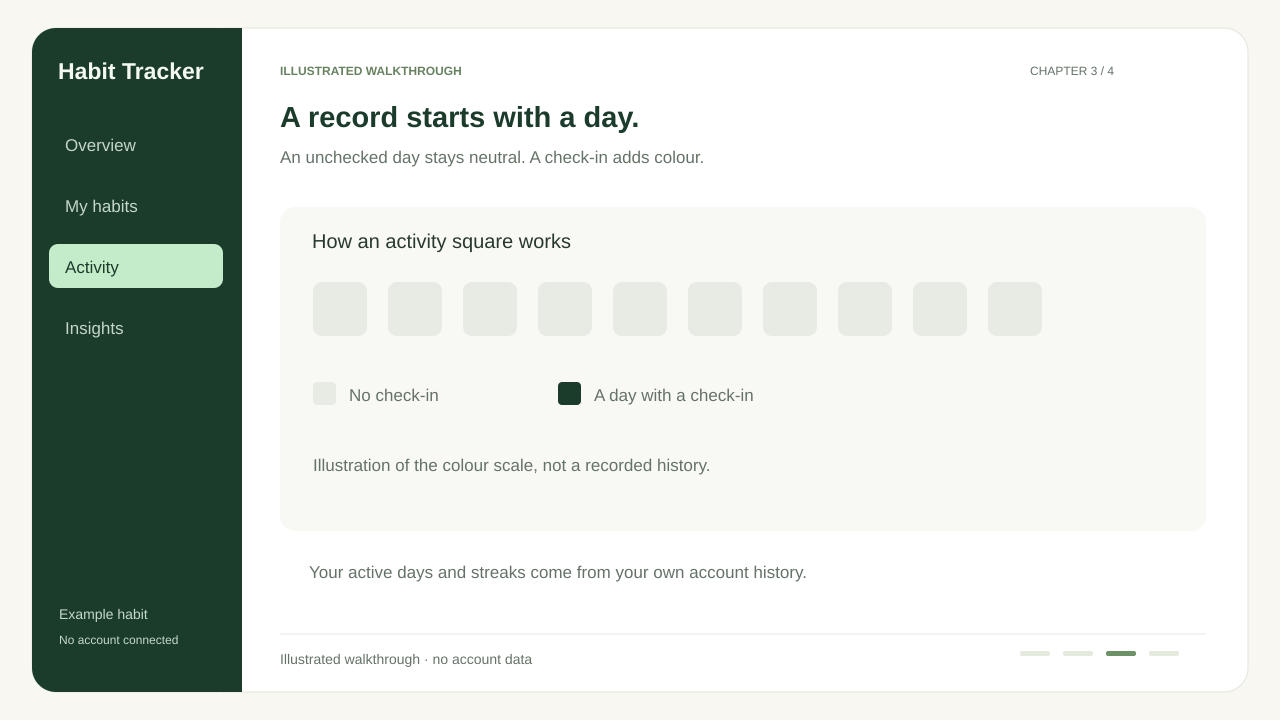 Habit Tracker
Overview
My habits
Activity
Insights
Example habit
No account connected
ILLUSTRATED WALKTHROUGH
CHAPTER 3 / 4
A record starts with a day.
An unchecked day stays neutral. A check-in adds colour.
How an activity square works
No check-in
A day with a check-in
Illustration of the colour scale, not a recorded history.
Your active days and streaks come from your own account history.
Illustrated walkthrough · no account data